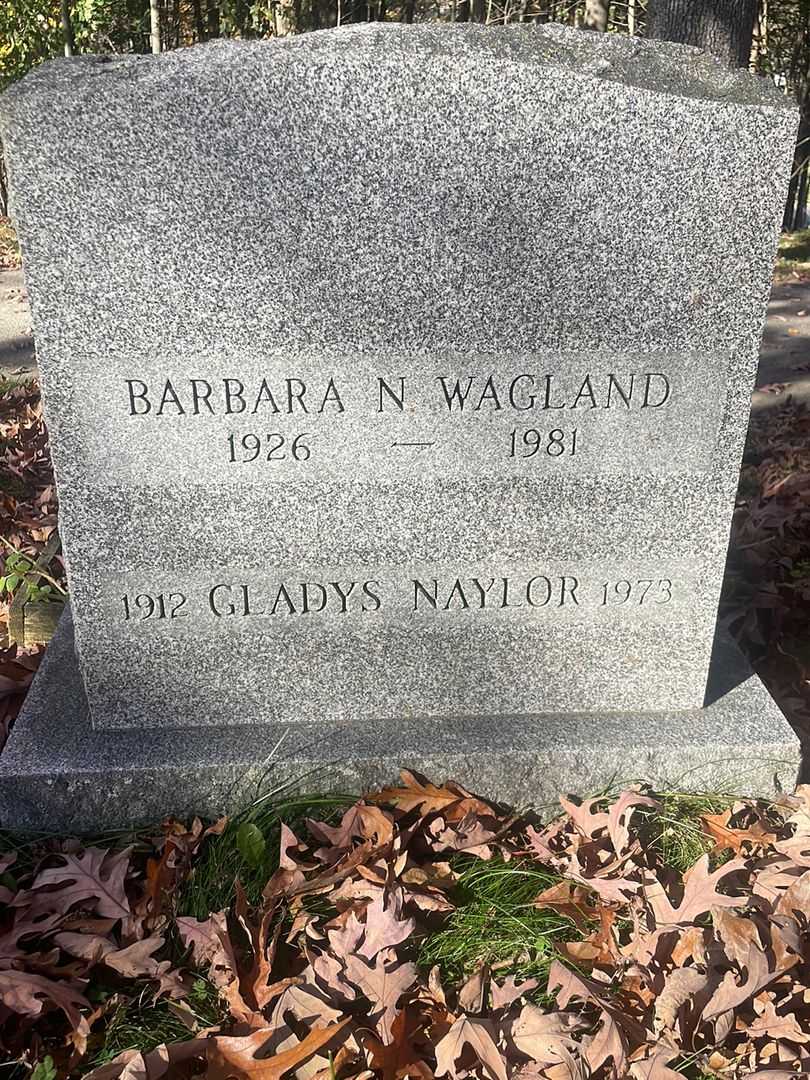 BARBARA N. WAGLAND
1926 — 1981
1912 GLADYS NAYLOR 1973